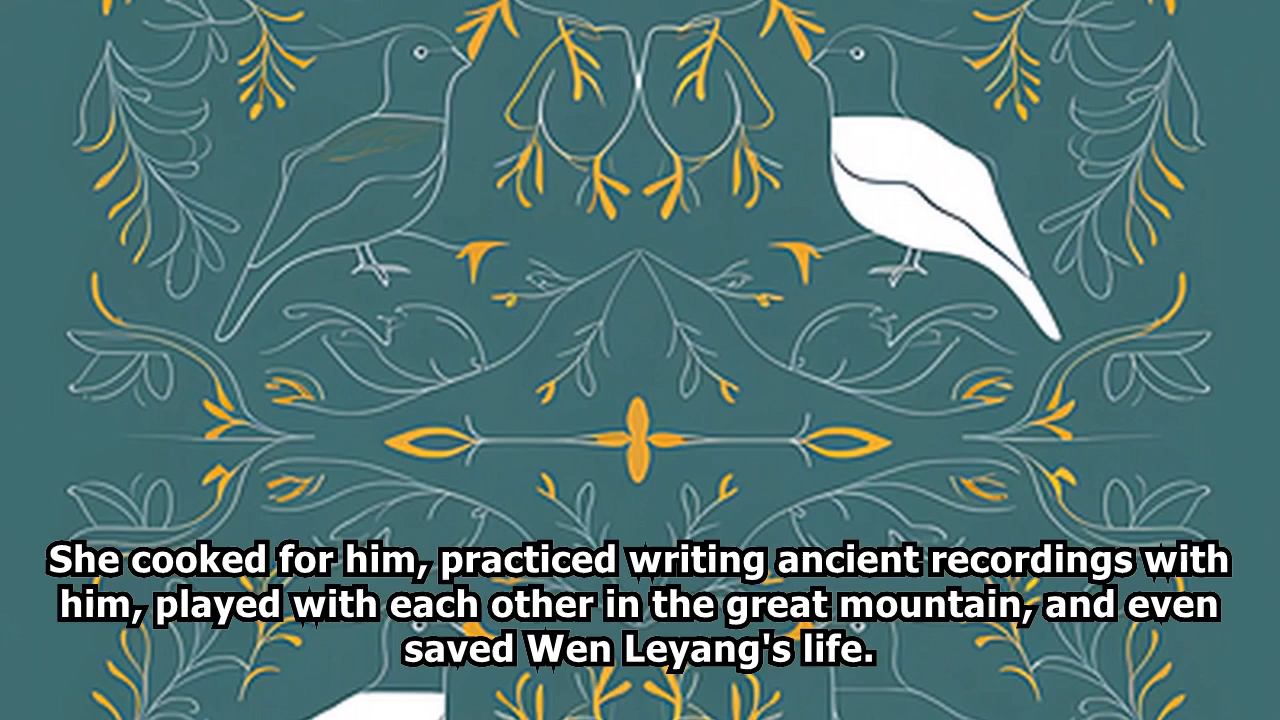 She cooked for him, practiced writing ancient recordings with
him, played with each other in the great mountain, and even
saved Wen Leyang's life.